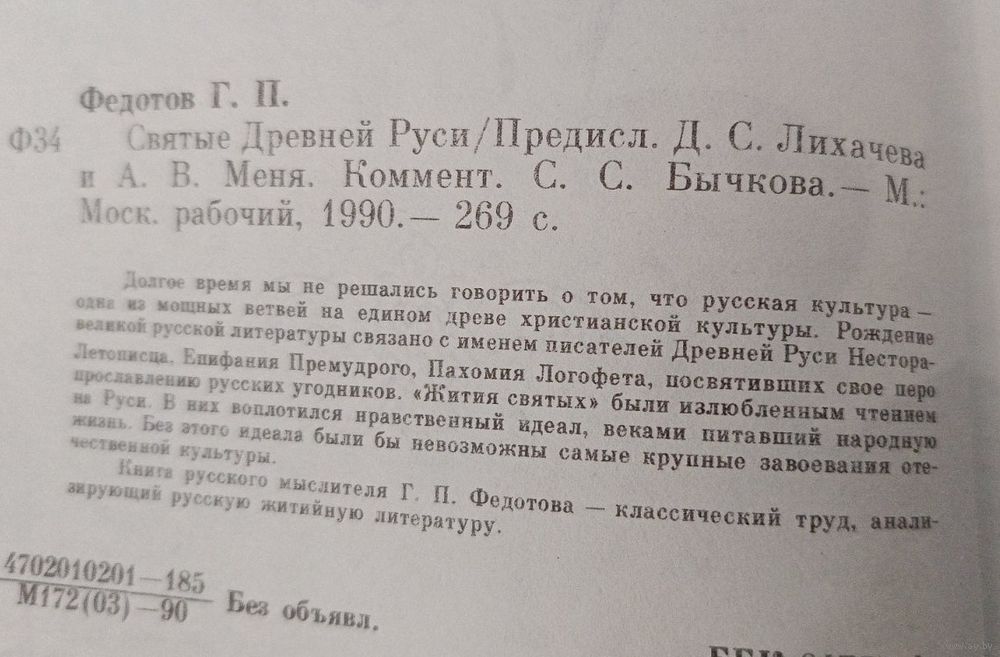 Федотов Г. П.
Ф34 Святые Древней Руси/Предисл. Д. С. Лихачева
и А. В. Меня. Коммент. С. С. Бычкова.— М.:
Моск. рабочий, 1990.— 269 с.
Долгое время мы не решались говорить о том, что русская культура —
одна из мощных ветвей на едином древе христианской культуры. Рождение
великой русской литературы связано с именем писателей Древней Руси Нестора-
Летописца. Епифания Премудрого, Пахомия Логофета, посвятивших свое перо
прославлению русских угодников. «Жития святых» были излюбленным чтением
на Руси. В них воплотился нравственный идеал, веками питавший народную
жизнь. Без этого идеала были бы невозможны самые крупные завоевания оте-
чественной культуры.
Книга русского мыслителя Г. П. Федотова — классический труд, анали-
зирующий русскую житийную литературу.
4702010201—185
М172(03)—90 Без объявл.